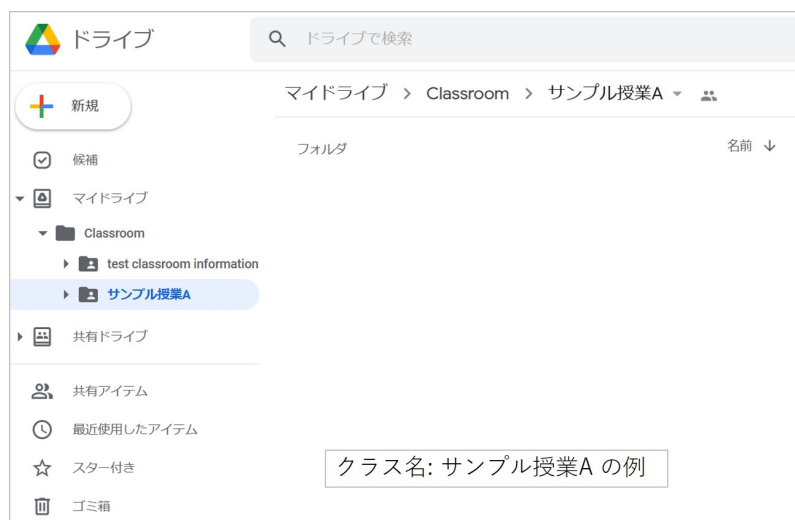 ドライブ
ドライブで検索
新規
マイドライブ > Classroom > サンプル授業A
フォルダ
名前 ↓
候補
マイドライブ
Classroom
test classroom information
サンプル授業A
共有ドライブ
共有アイテム
最近使用したアイテム
スター付き
ゴミ箱
クラス名: サンプル授業A の例